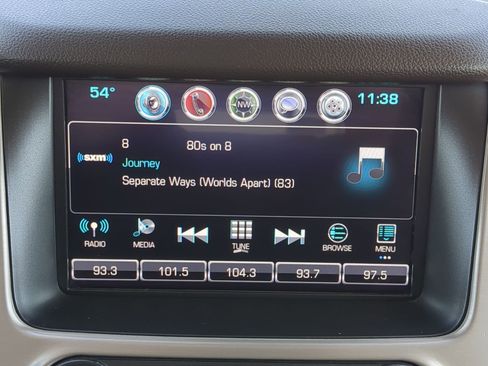 54° NW 11:38
8 80s on 8
((sxm))
Journey
Separate Ways (Worlds Apart) (83)
RADIO MEDIA TUNE BROWSE MENU
93.3 101.5 104.3 93.7 97.5